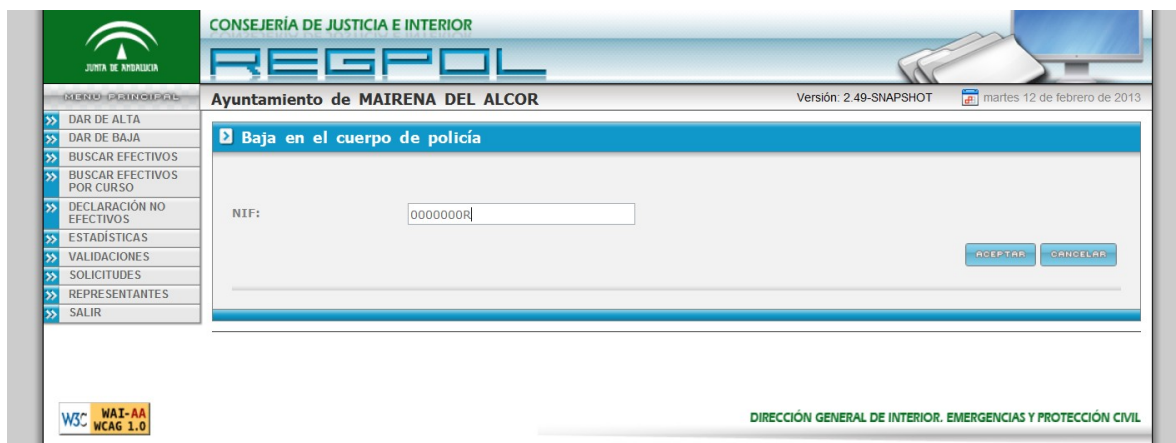 CONSEJERÍA DE JUSTICIA E INTERIOR
JUNTA DE ANDALUCIA
REGPOL
MENU PRINCIPAL
Ayuntamiento de MAIRENA DEL ALCOR
Versión: 2.49-SNAPSHOT
martes 12 de febrero de 2013
DAR DE ALTA
DAR DE BAJA
BUSCAR EFECTIVOS
BUSCAR EFECTIVOS
POR CURSO
DECLARACIÓN NO
EFECTIVOS
ESTADÍSTICAS
VALIDACIONES
SOLICITUDES
REPRESENTANTES
SALIR
Baja en el cuerpo de policía
NIF:
0000000R
ACEPTAR
CANCELAR
W3C WAI-AA
WCAG 1.0
DIRECCIÓN GENERAL DE INTERIOR. EMERGENCIAS Y PROTECCIÓN CIVIL